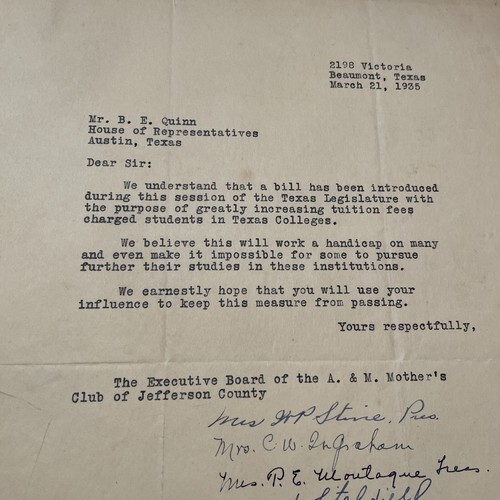 2198 Victoria
Beaumont, Texas
March 21, 1935
Mr. B. E. Quinn
House of Representatives
Austin, Texas
Dear Sir:
We understand that a bill has been introduced
during this session of the Texas Legislature with
the purpose of greatly increasing tuition fees
charged students in Texas Colleges.
We believe this will work a handicap on many
and even make it impossible for some to pursue
further their studies in these institutions.
We earnestly hope that you will use your
influence to keep this measure from passing.
Yours respectfully,
The Executive Board of the A. & M. Mother's
Club of Jefferson County
Mrs Pres.
Mrs. C. W. Ingraham
Mrs. P. E. Montague Treas.